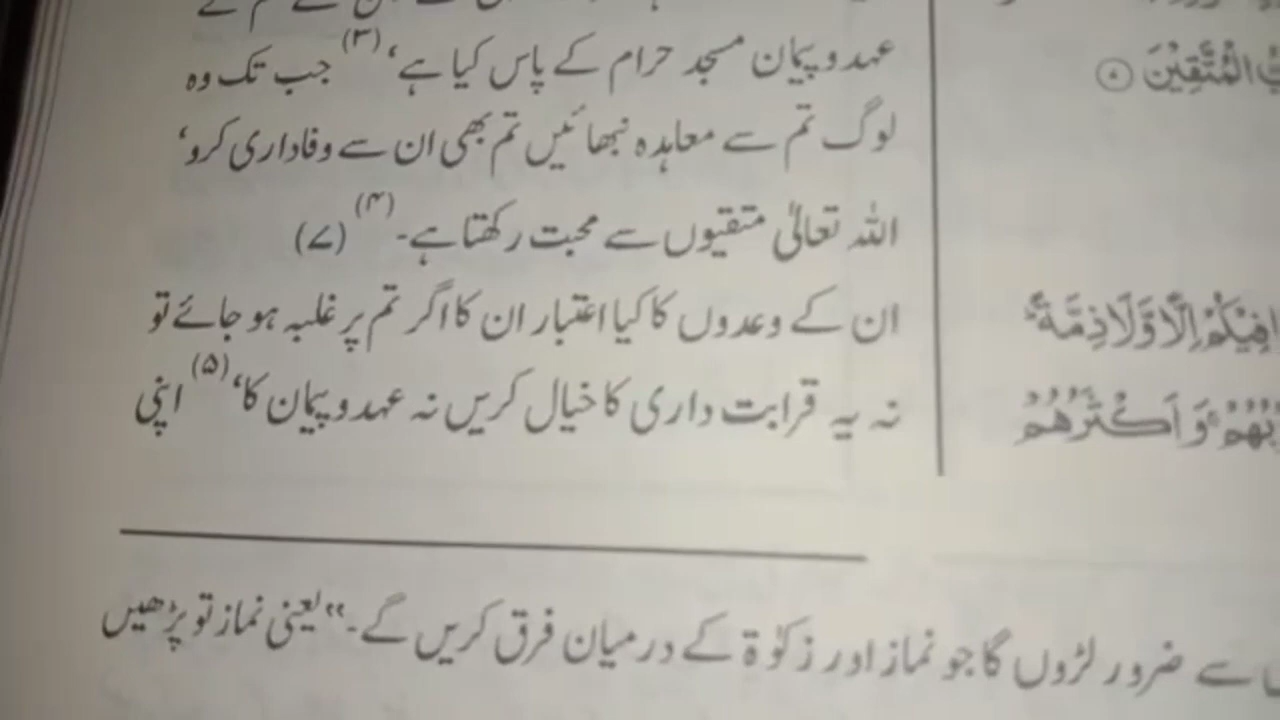 عہد و پیمان مسجد حرام کے پاس کیا ہے،(۳) جب تک وہ
لوگ تم سے معاہدہ نبھائیں تم بھی ان سے وفاداری کرو،
اللہ تعالیٰ متقیوں سے محبت رکھتا ہے۔(۴) (۷)
ان کے وعدوں کا کیا اعتبار ان کا اگر تم پر غلبہ ہو جائے تو
نہ یہ قرابت داری کا خیال کریں نہ عہد و پیمان کا،(۵) اپنی
الْمُتَّقِيْنَ
فِيْكُمْ اِلًّا وَّلَا ذِمَّةً ۚ
وَاَكْثَرُهُمْ
سے ضرور لڑوں گا جو نماز اور زکوٰۃ کے درمیان فرق کریں گے۔“ یعنی نماز تو پڑھیں